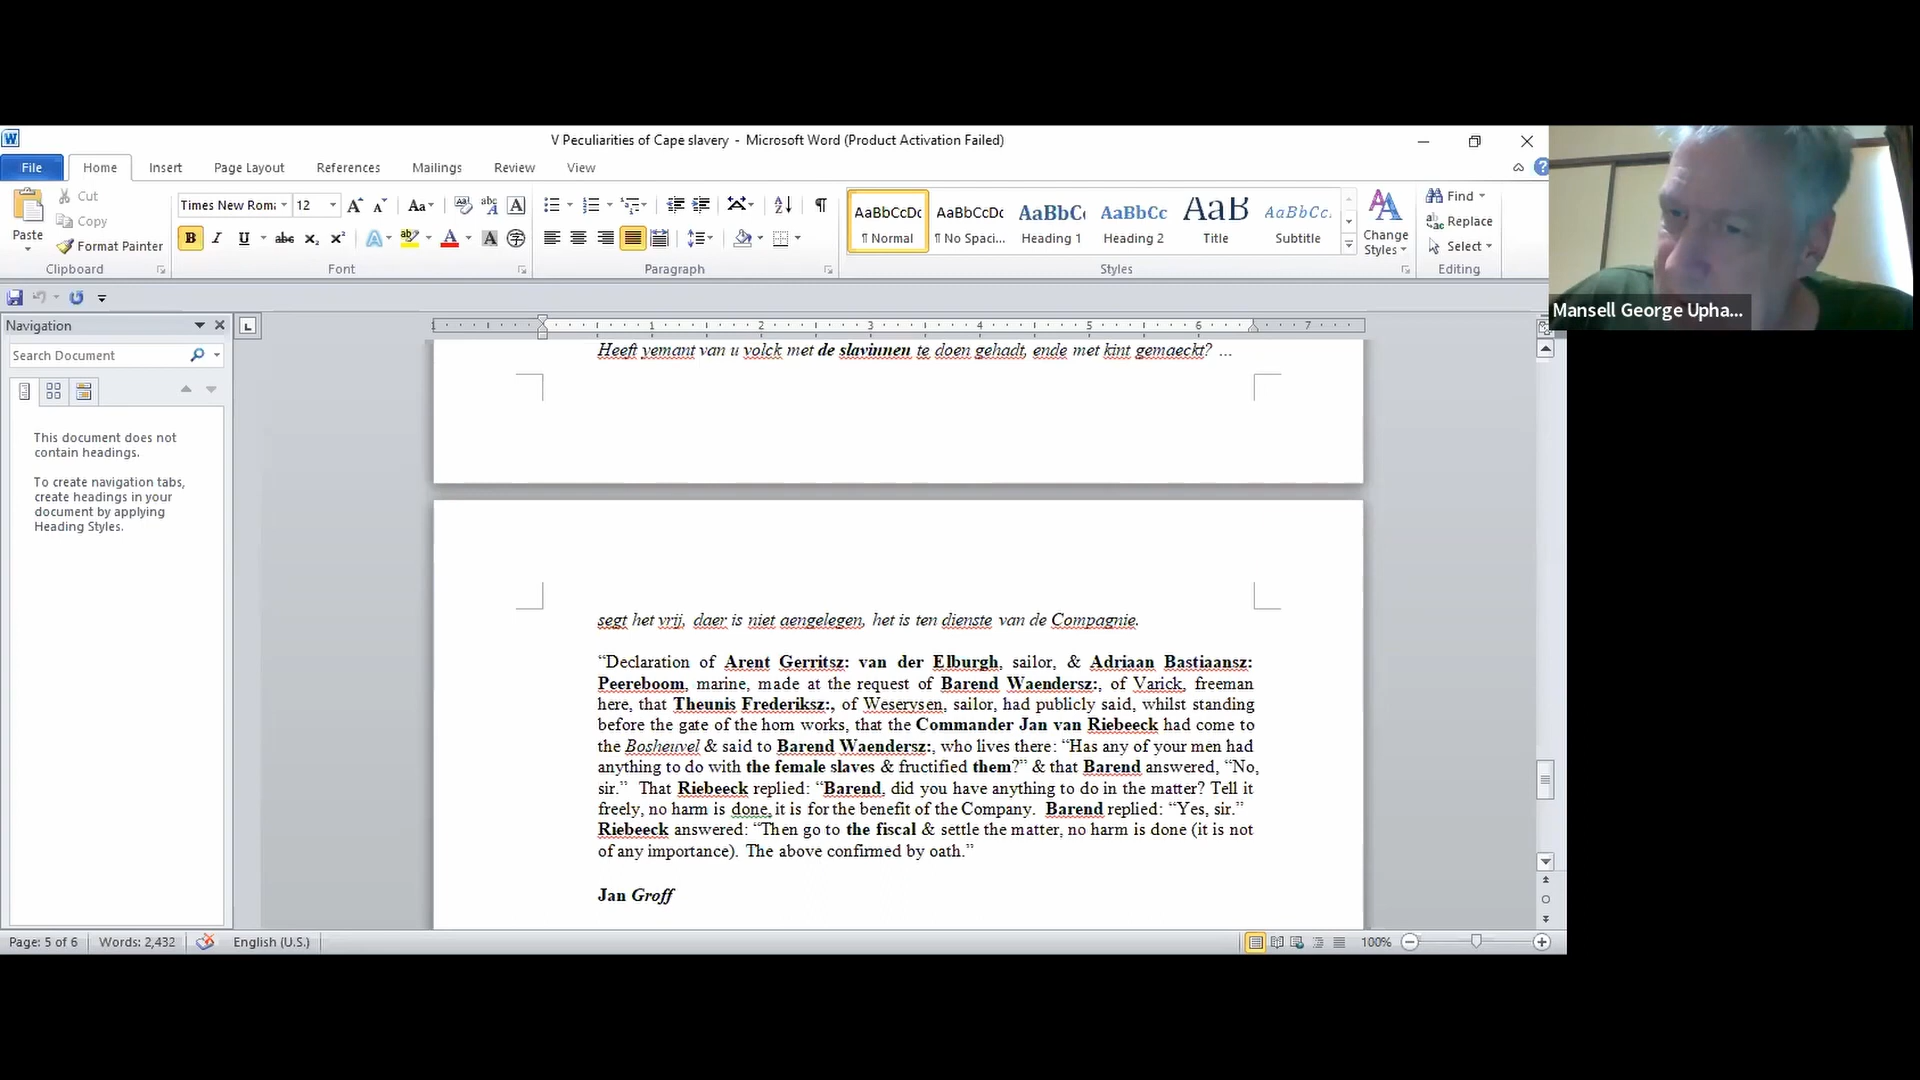 V Peculiarities of Cape slavery - Microsoft Word (Product Activation Failed)
File Home Insert Page Layout References Mailings Review View
Paste
Cut
Copy
Format Painter
Clipboard
Times New Roma 12
Font
Paragraph
AaBbCcDc AaBbCcDc AaBbCc AaBbCc AaB AaBbCc.
¶ Normal ¶ No Spaci... Heading 1 Heading 2 Title Subtitle
Change Styles
Styles
Find
Replace
Select
Editing
Mansell George Upha...
Navigation
Search Document
This document does not
contain headings.
To create navigation tabs,
create headings in your
document by applying
Heading Styles.
1 1 2 3 4 5 6 7
Heeft yemant van u volck met de slavinnen te doen gehadt, ende met kint gemaeckt? ...
segt het vrij, daer is niet aengelegen, het is ten dienste van de Compagnie.
“Declaration of Arent Gerritsz: van der Elburgh, sailor, & Adriaan Bastiaansz:
Peereboom, marine, made at the request of Barend Waendersz:, of Varick, freeman
here, that Theunis Frederiksz:, of Weserysen, sailor, had publicly said, whilst standing
before the gate of the horn works, that the Commander Jan van Riebeeck had come to
the Bosheuvel & said to Barend Waendersz:, who lives there: “Has any of your men had
anything to do with the female slaves & fructified them?” & that Barend answered, “No,
sir.” That Riebeeck replied: “Barend, did you have anything to do in the matter? Tell it
freely, no harm is done, it is for the benefit of the Company. Barend replied: “Yes, sir.”
Riebeeck answered: “Then go to the fiscal & settle the matter, no harm is done (it is not
of any importance). The above confirmed by oath.”
Jan Groff
Page: 5 of 6 Words: 2,432 English (U.S.) 100%